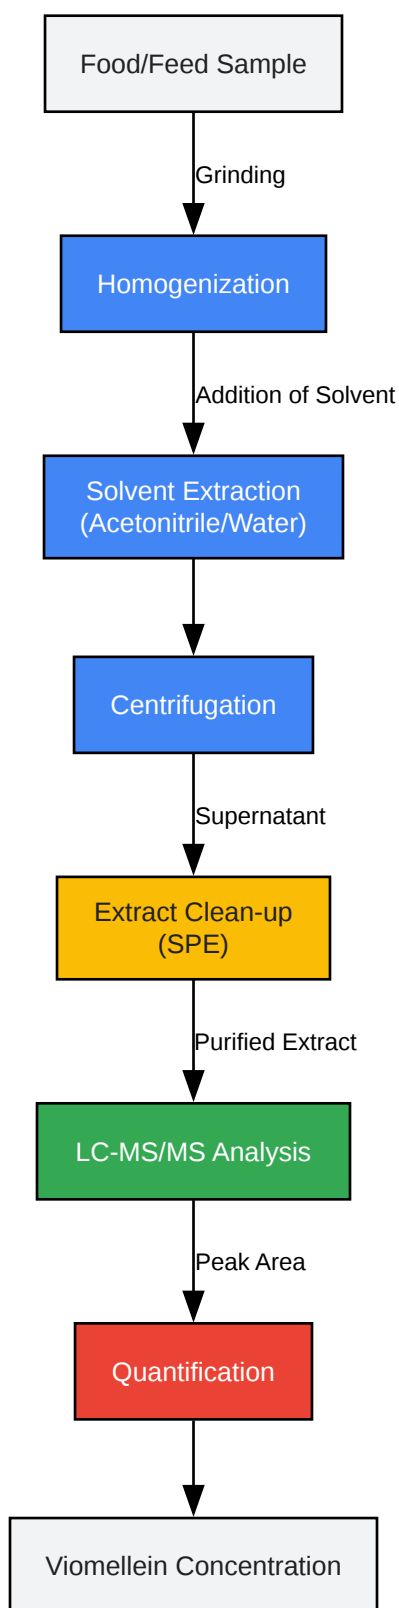 Food/Feed Sample
Grinding
Homogenization
Addition of Solvent
Solvent Extraction
(Acetonitrile/Water)
Centrifugation
Supernatant
Extract Clean-up
(SPE)
Purified Extract
LC-MS/MS Analysis
Peak Area
Quantification
Viomellein Concentration